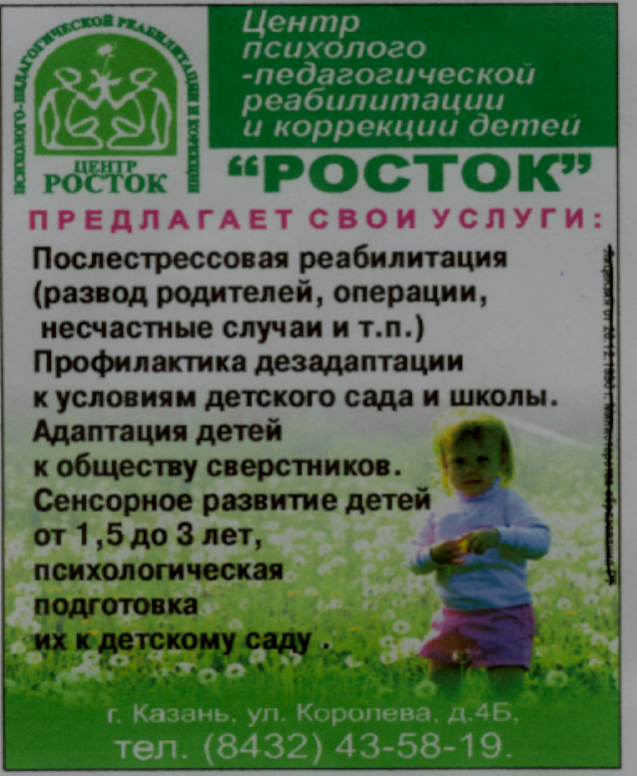 ПСИХОЛОГО-ПЕДАГОГИЧЕСКОЙ РЕАБИЛИТАЦИИ И КОРРЕКЦИИ
ЦЕНТР
РОСТОК
Центр
психолого
-педагогической
реабилитации
и коррекции детей
“РОСТОК”
ПРЕДЛАГАЕТ СВОИ УСЛУГИ:
Послестрессовая реабилитация
(развод родителей, операции,
несчастные случаи и т.п.)
Профилактика дезадаптации
к условиям детского сада и школы.
Адаптация детей
к обществу сверстников.
Сенсорное развитие детей
от 1,5 до 3 лет,
психологическая
подготовка
их к детскому саду .
г. Казань, ул. Королева, д.4Б,
тел. (8432) 43-58-19.
Лицензия от